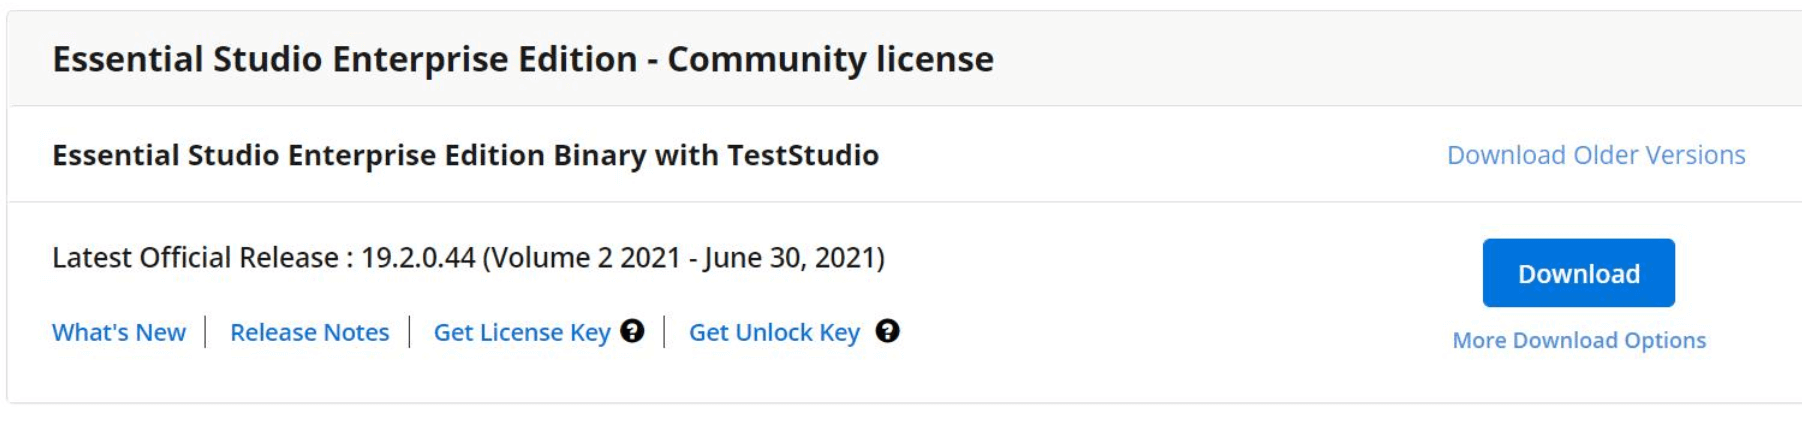 Essential Studio Enterprise Edition - Community license
Essential Studio Enterprise Edition Binary with TestStudio
Download Older Versions
Latest Official Release : 19.2.0.44 (Volume 2 2021 - June 30, 2021)
Download
What's New | Release Notes | Get License Key ? | Get Unlock Key ?
More Download Options